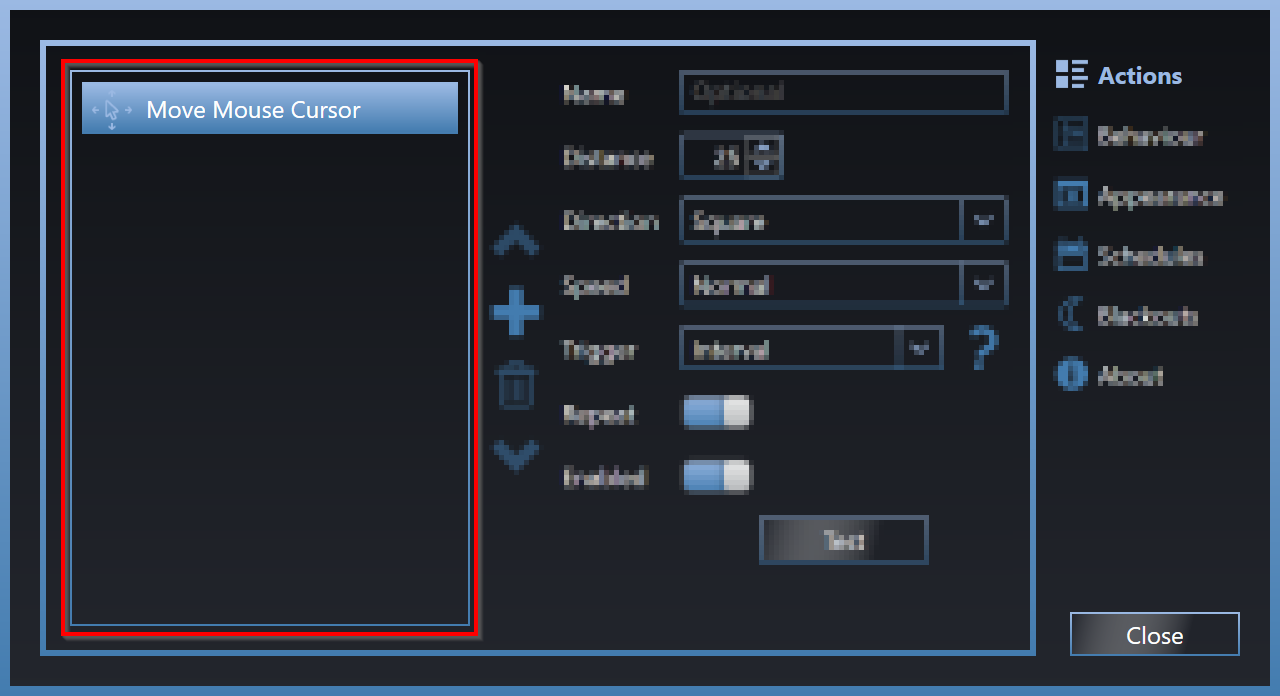 Move Mouse Cursor
Name
Optional
Distance
25
Direction
Square
Speed
Normal
Trigger
Interval
?
Repeat
Enabled
Test
Actions
Behaviour
Appearance
Schedules
Blackouts
About
Close